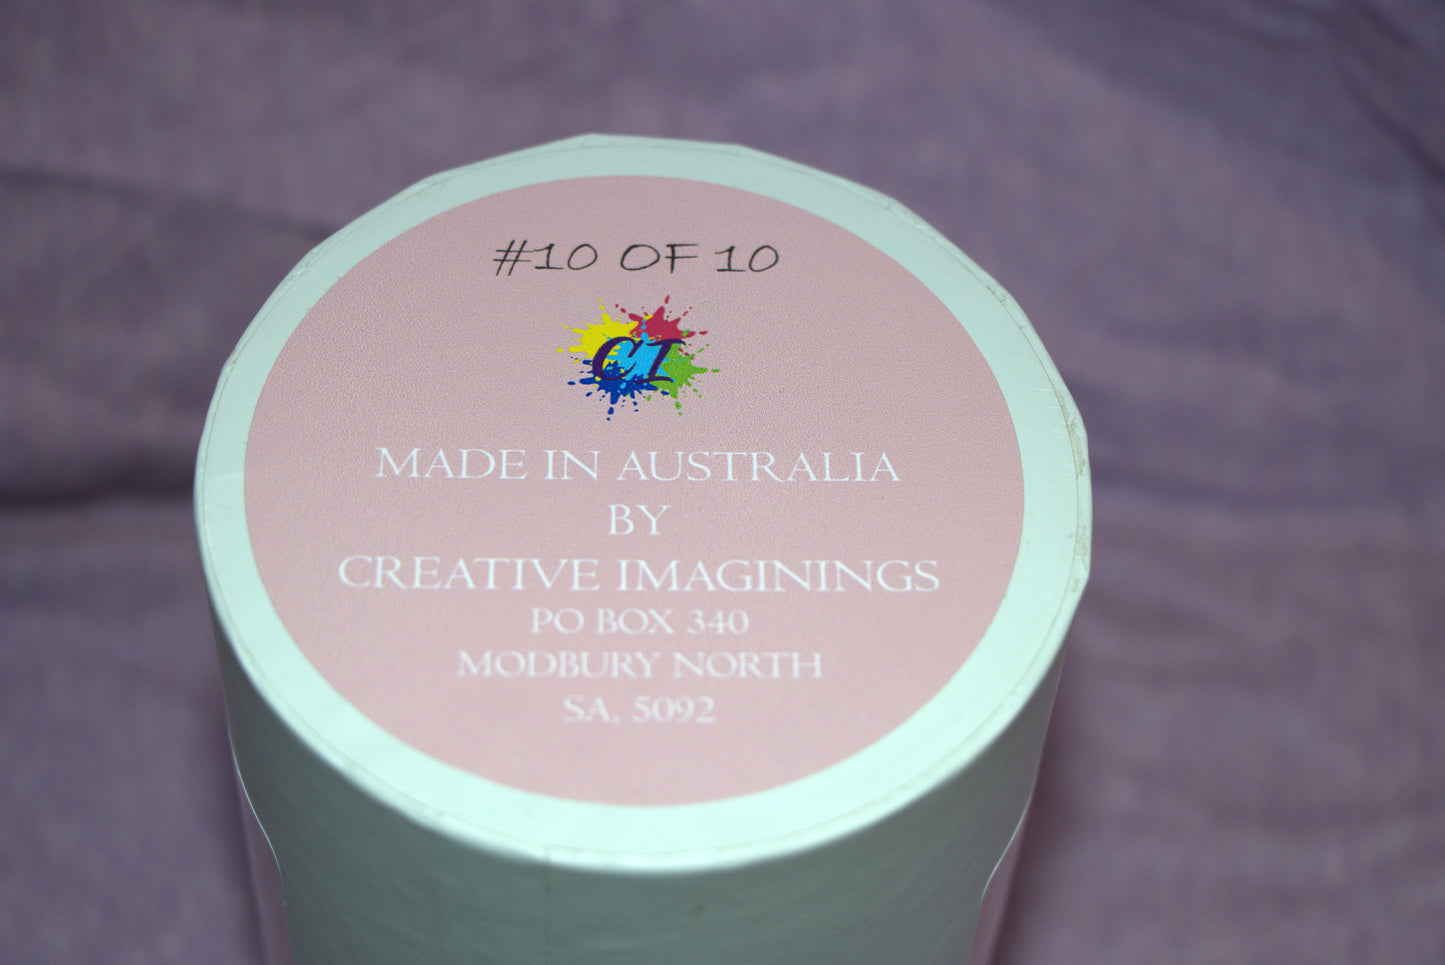 #10 OF 10
CI
MADE IN AUSTRALIA
BY
CREATIVE IMAGININGS
PO BOX 340
MODBURY NORTH
SA, 5092